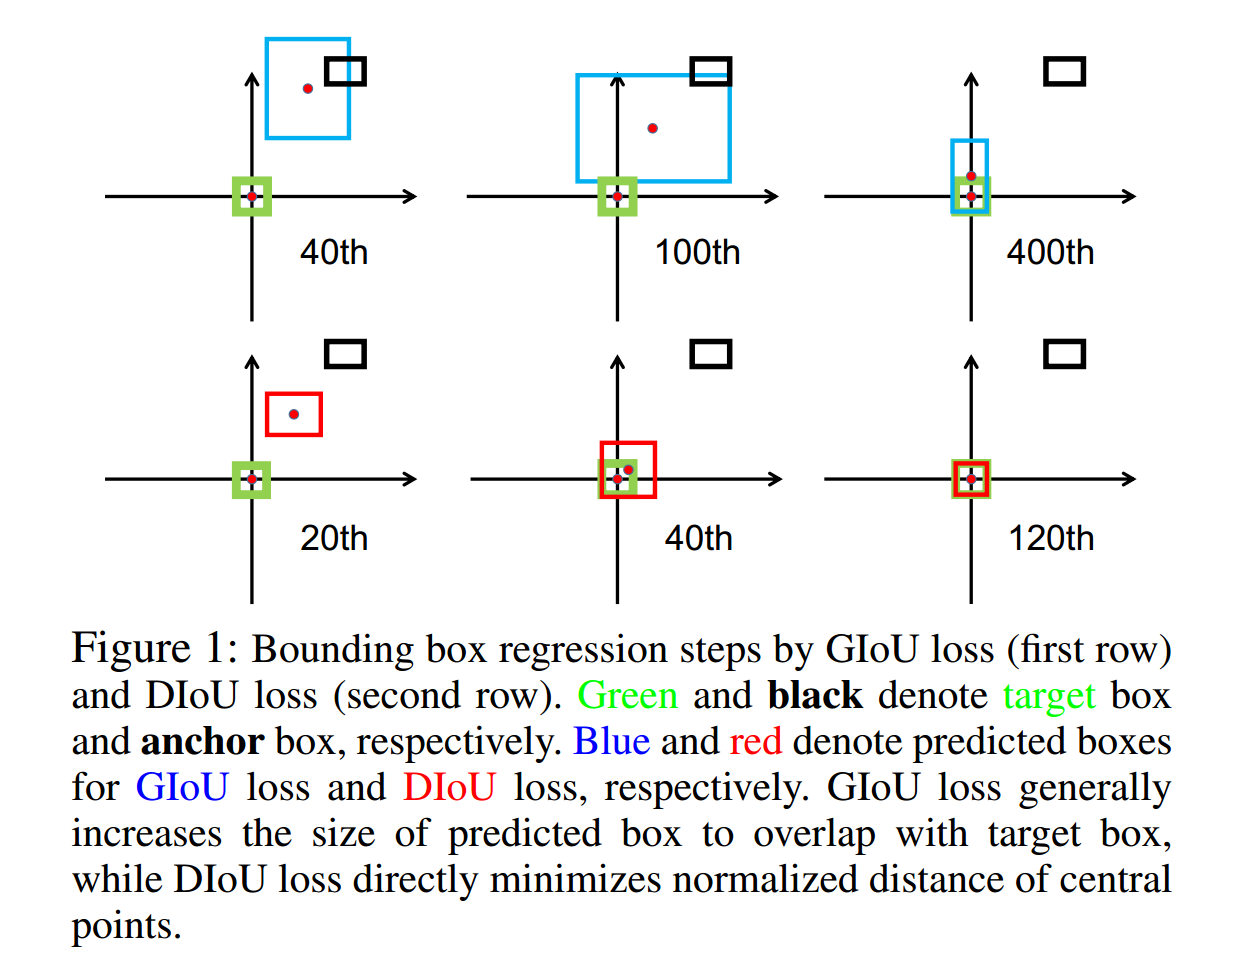 40th
100th
400th
20th
40th
120th
Figure 1: Bounding box regression steps by GIoU loss (first row)
and DIoU loss (second row). Green and black denote target box
and anchor box, respectively. Blue and red denote predicted boxes
for GIoU loss and DIoU loss, respectively. GIoU loss generally
increases the size of predicted box to overlap with target box,
while DIoU loss directly minimizes normalized distance of central
points.